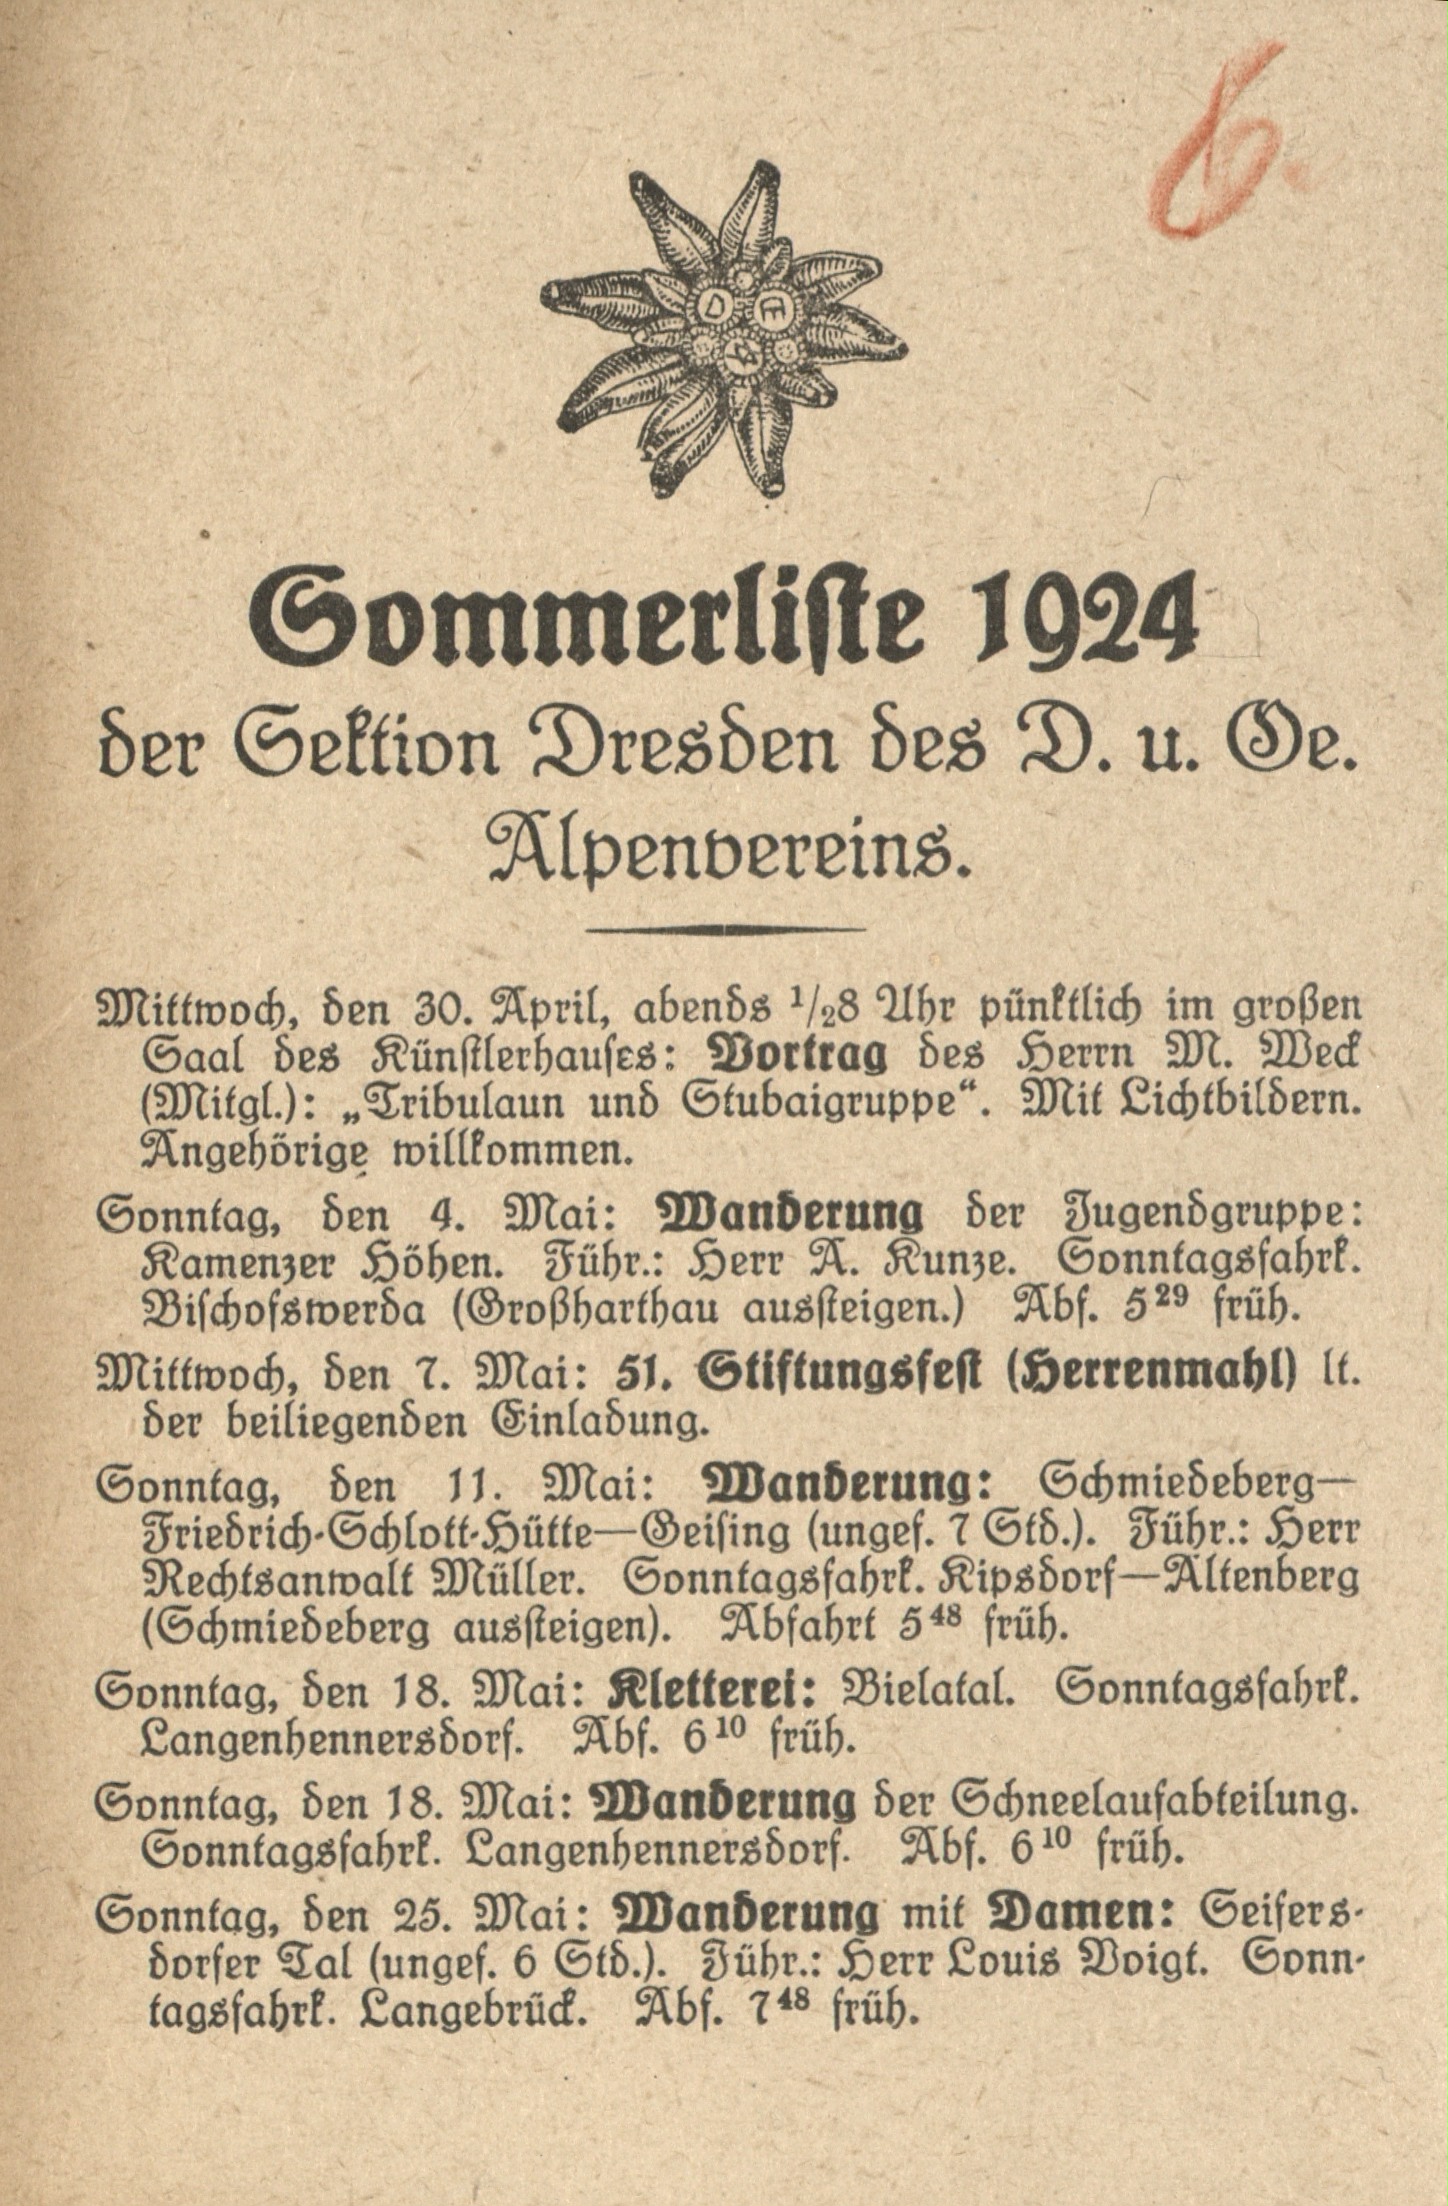 6.
D Œ A
Sommerliste 1924
der Sektion Dresden des D. u. Oe.
Alpenvereins.
Mittwoch, den 30. April, abends ½8 Uhr pünktlich im großen
Saal des Künstlerhauses: Vortrag des Herrn M. Weck
(Mitgl.): „Tribulaun und Stubaigruppe“. Mit Lichtbildern.
Angehörige willkommen.
Sonntag, den 4. Mai: Wanderung der Jugendgruppe:
Kamenzer Höhen. Führ.: Herr A. Kunze. Sonntagsfahrk.
Bischofswerda (Großharthau aussteigen.) Abf. 5²⁹ früh.
Mittwoch, den 7. Mai: 51. Stiftungsfest (Herrenmahl) lt.
der beiliegenden Einladung.
Sonntag, den 11. Mai: Wanderung: Schmiedeberg—
Friedrich-Schlott-Hütte—Geising (ungef. 7 Std.). Führ.: Herr
Rechtsanwalt Müller. Sonntagsfahrk. Kipsdorf—Altenberg
(Schmiedeberg aussteigen). Abfahrt 5⁴⁸ früh.
Sonntag, den 18. Mai: Kletterei: Bielatal. Sonntagsfahrk.
Langenhennersdorf. Abf. 6¹⁰ früh.
Sonntag, den 18. Mai: Wanderung der Schneelaufabteilung.
Sonntagsfahrk. Langenhennersdorf. Abf. 6¹⁰ früh.
Sonntag, den 25. Mai: Wanderung mit Damen: Seifers-
dorfer Tal (ungef. 6 Std.). Führ.: Herr Louis Voigt. Sonn-
tagsfahrk. Langebrück. Abf. 7⁴⁸ früh.